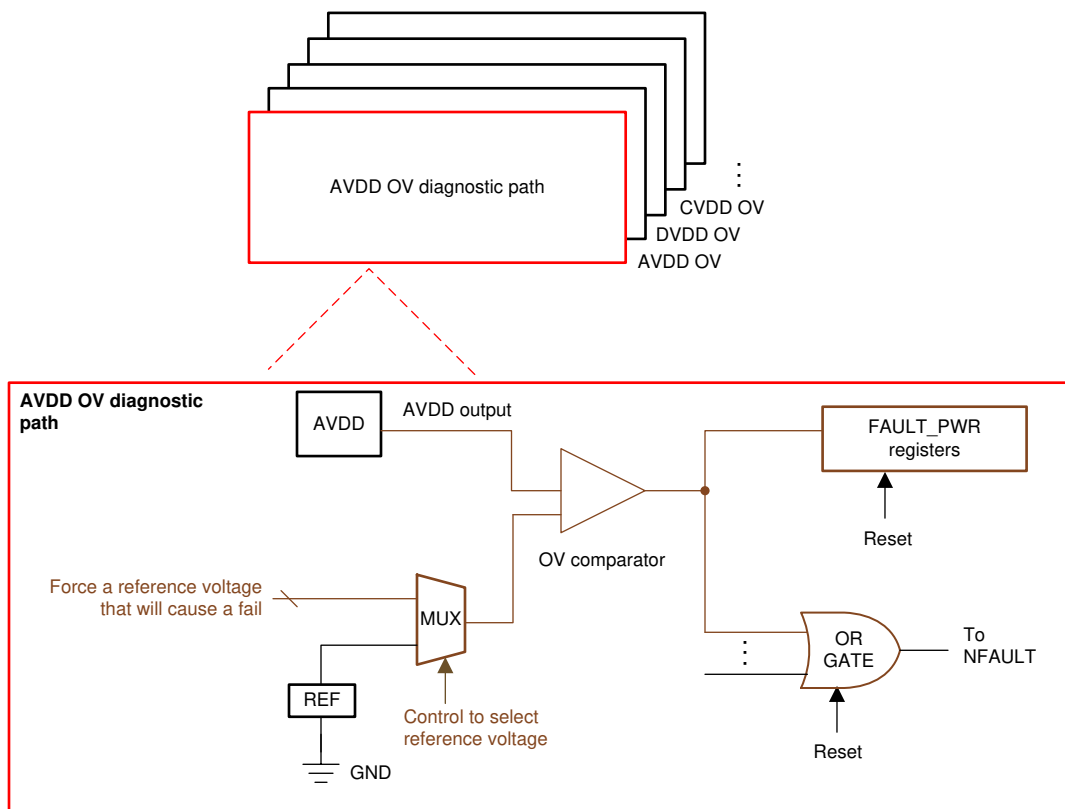 AVDD OV diagnostic path
⋮
CVDD OV
DVDD OV
AVDD OV
AVDD OV diagnostic
path
AVDD
AVDD output
FAULT_PWR
registers
Reset
OV comparator
Force a reference voltage
that will cause a fail
MUX
REF
Control to select
reference voltage
GND
⋮
OR
GATE
To
NFAULT
Reset